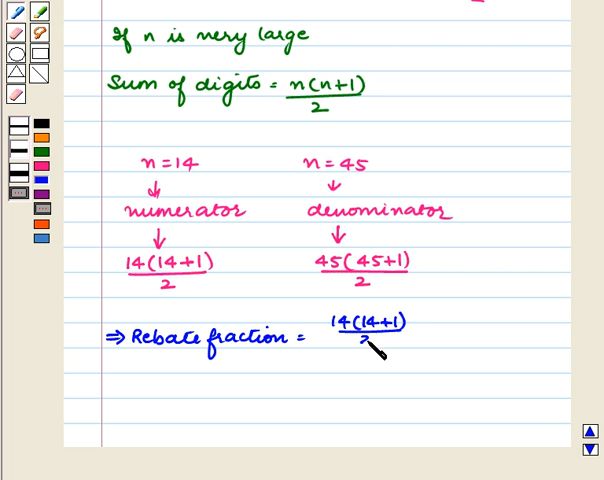 If n is very large
Sum of digits = n(n+1)/2
n = 14 n = 45
↓ ↓
numerator denominator
↓ ↓
14(14+1)/2 45(45+1)/2
⇒ Rebate fraction = 14(14+1)/2